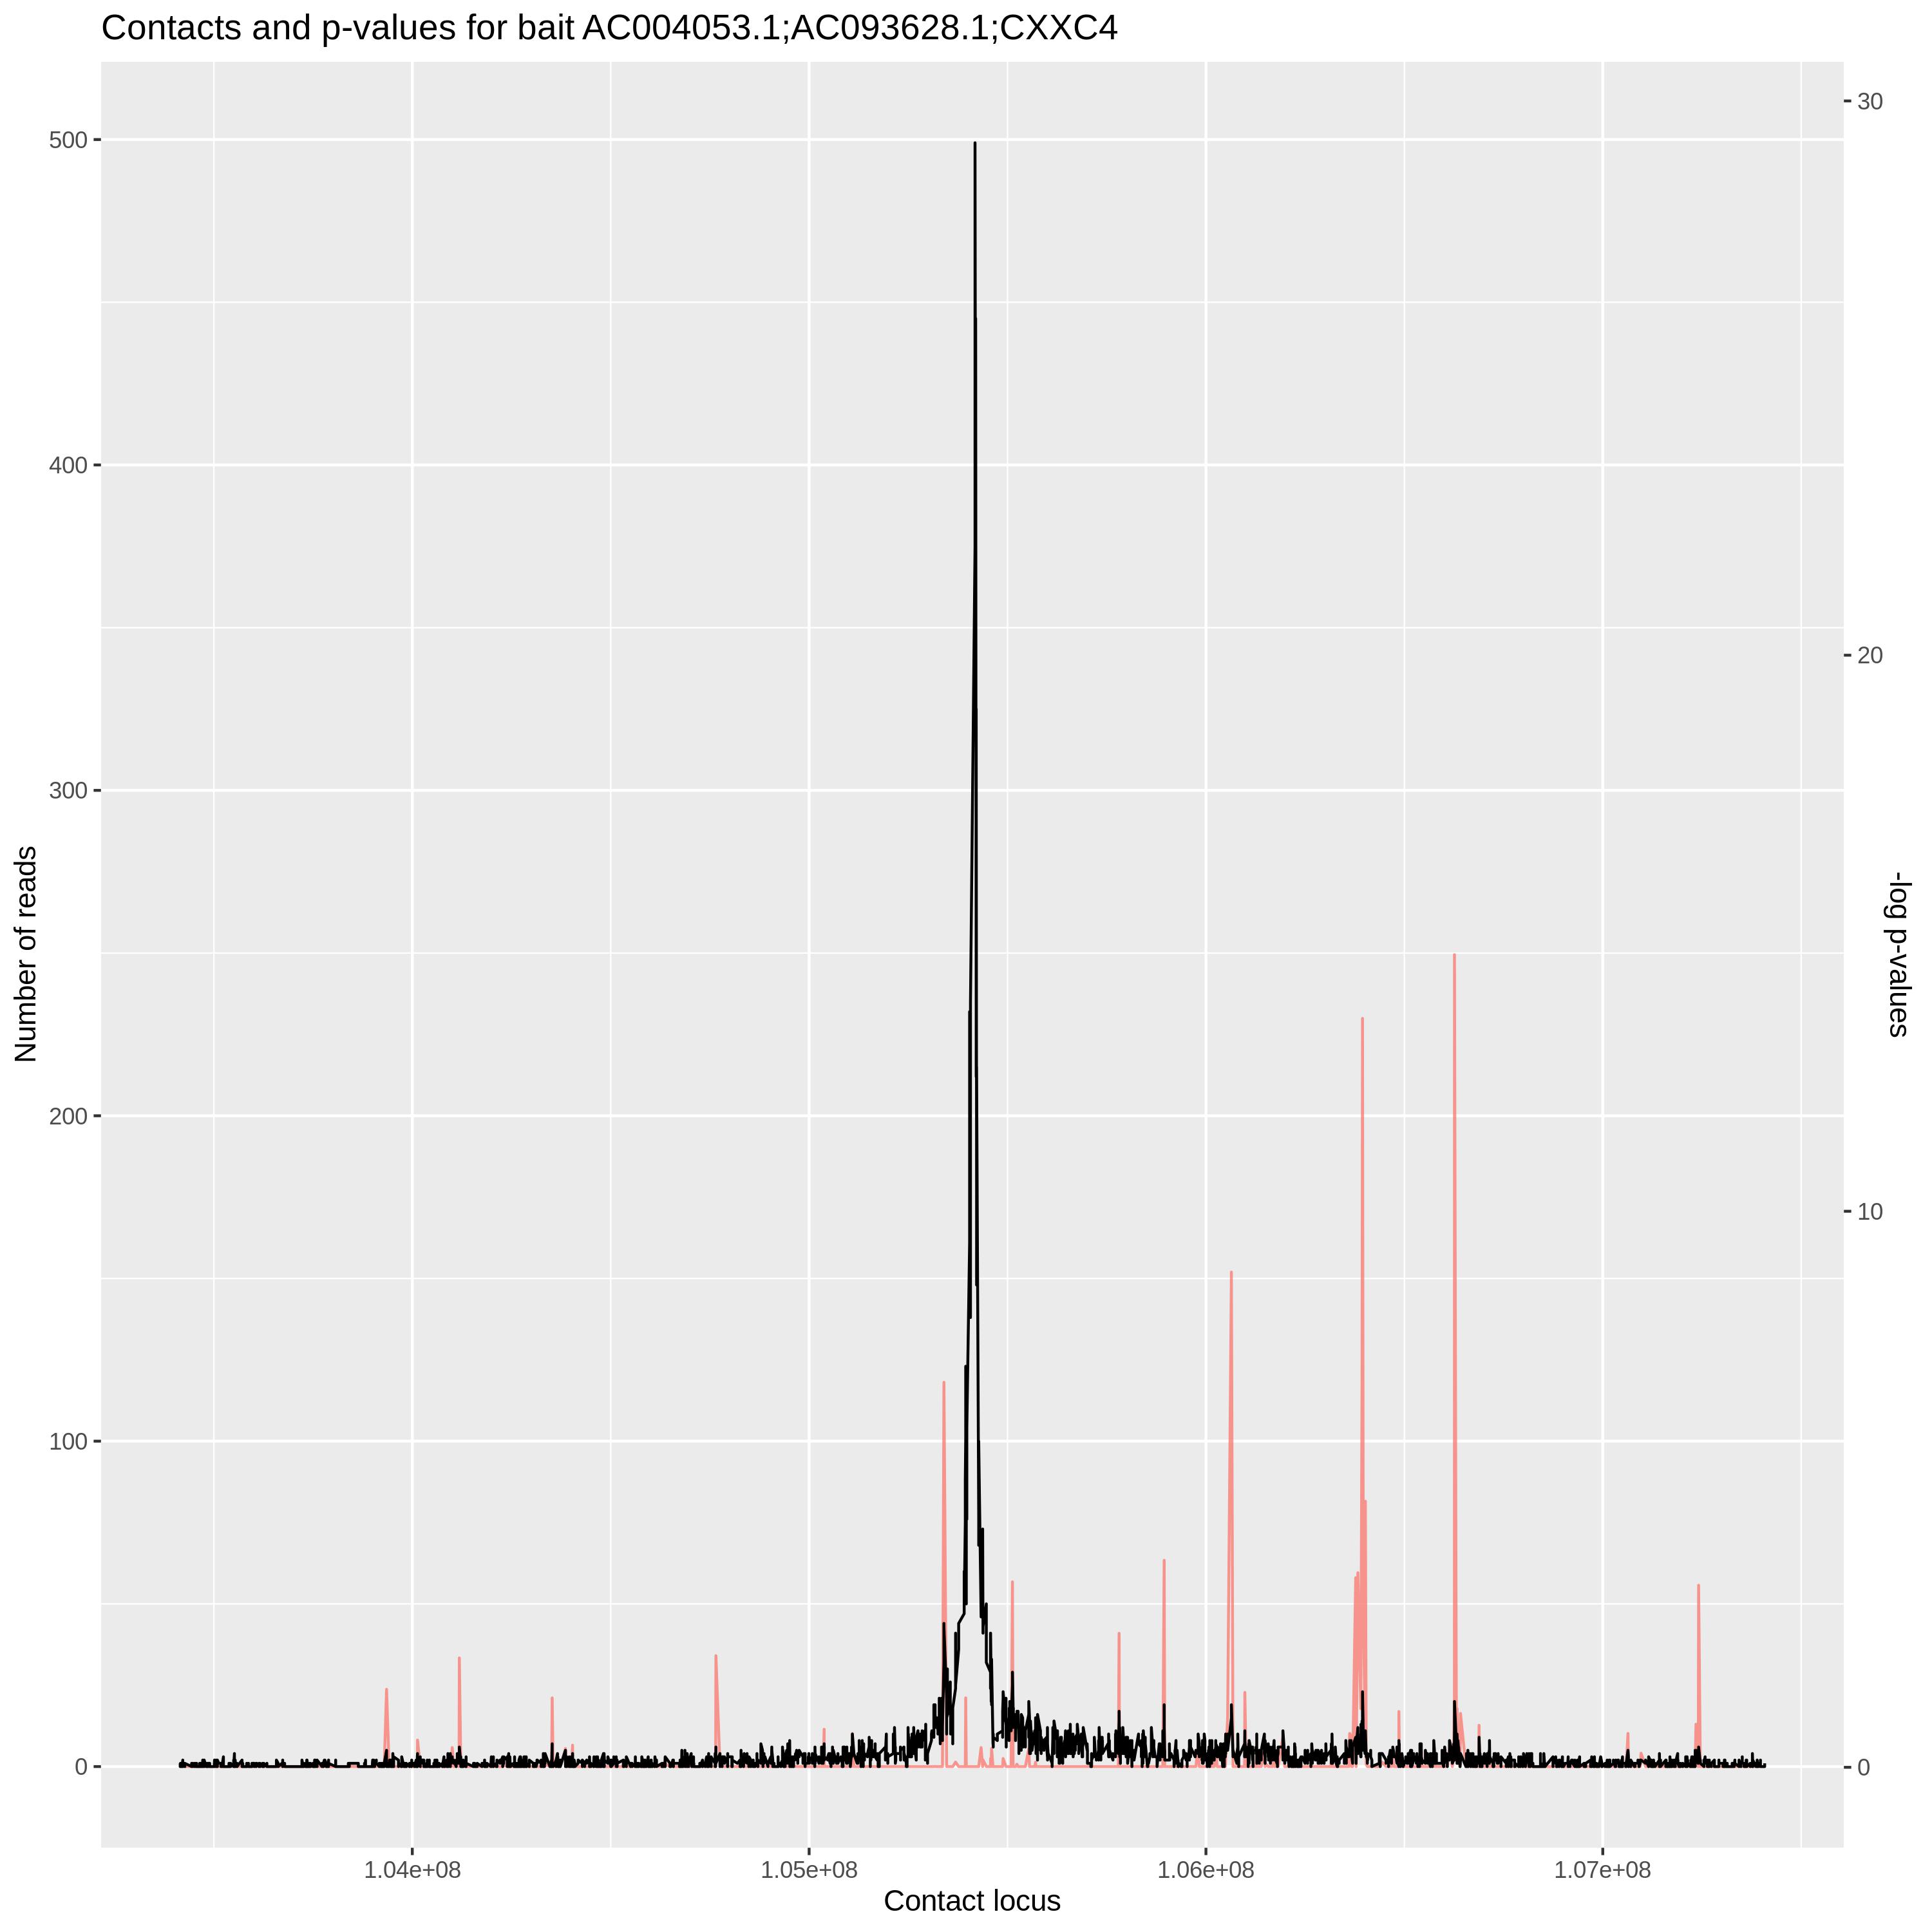 Contacts and p-values for bait AC004053.1;AC093628.1;CXXC4
500
400
300
200
100
0
Number of reads
30
20
10
0
-log p-values
1.04e+08
1.05e+08
1.06e+08
1.07e+08
Contact locus